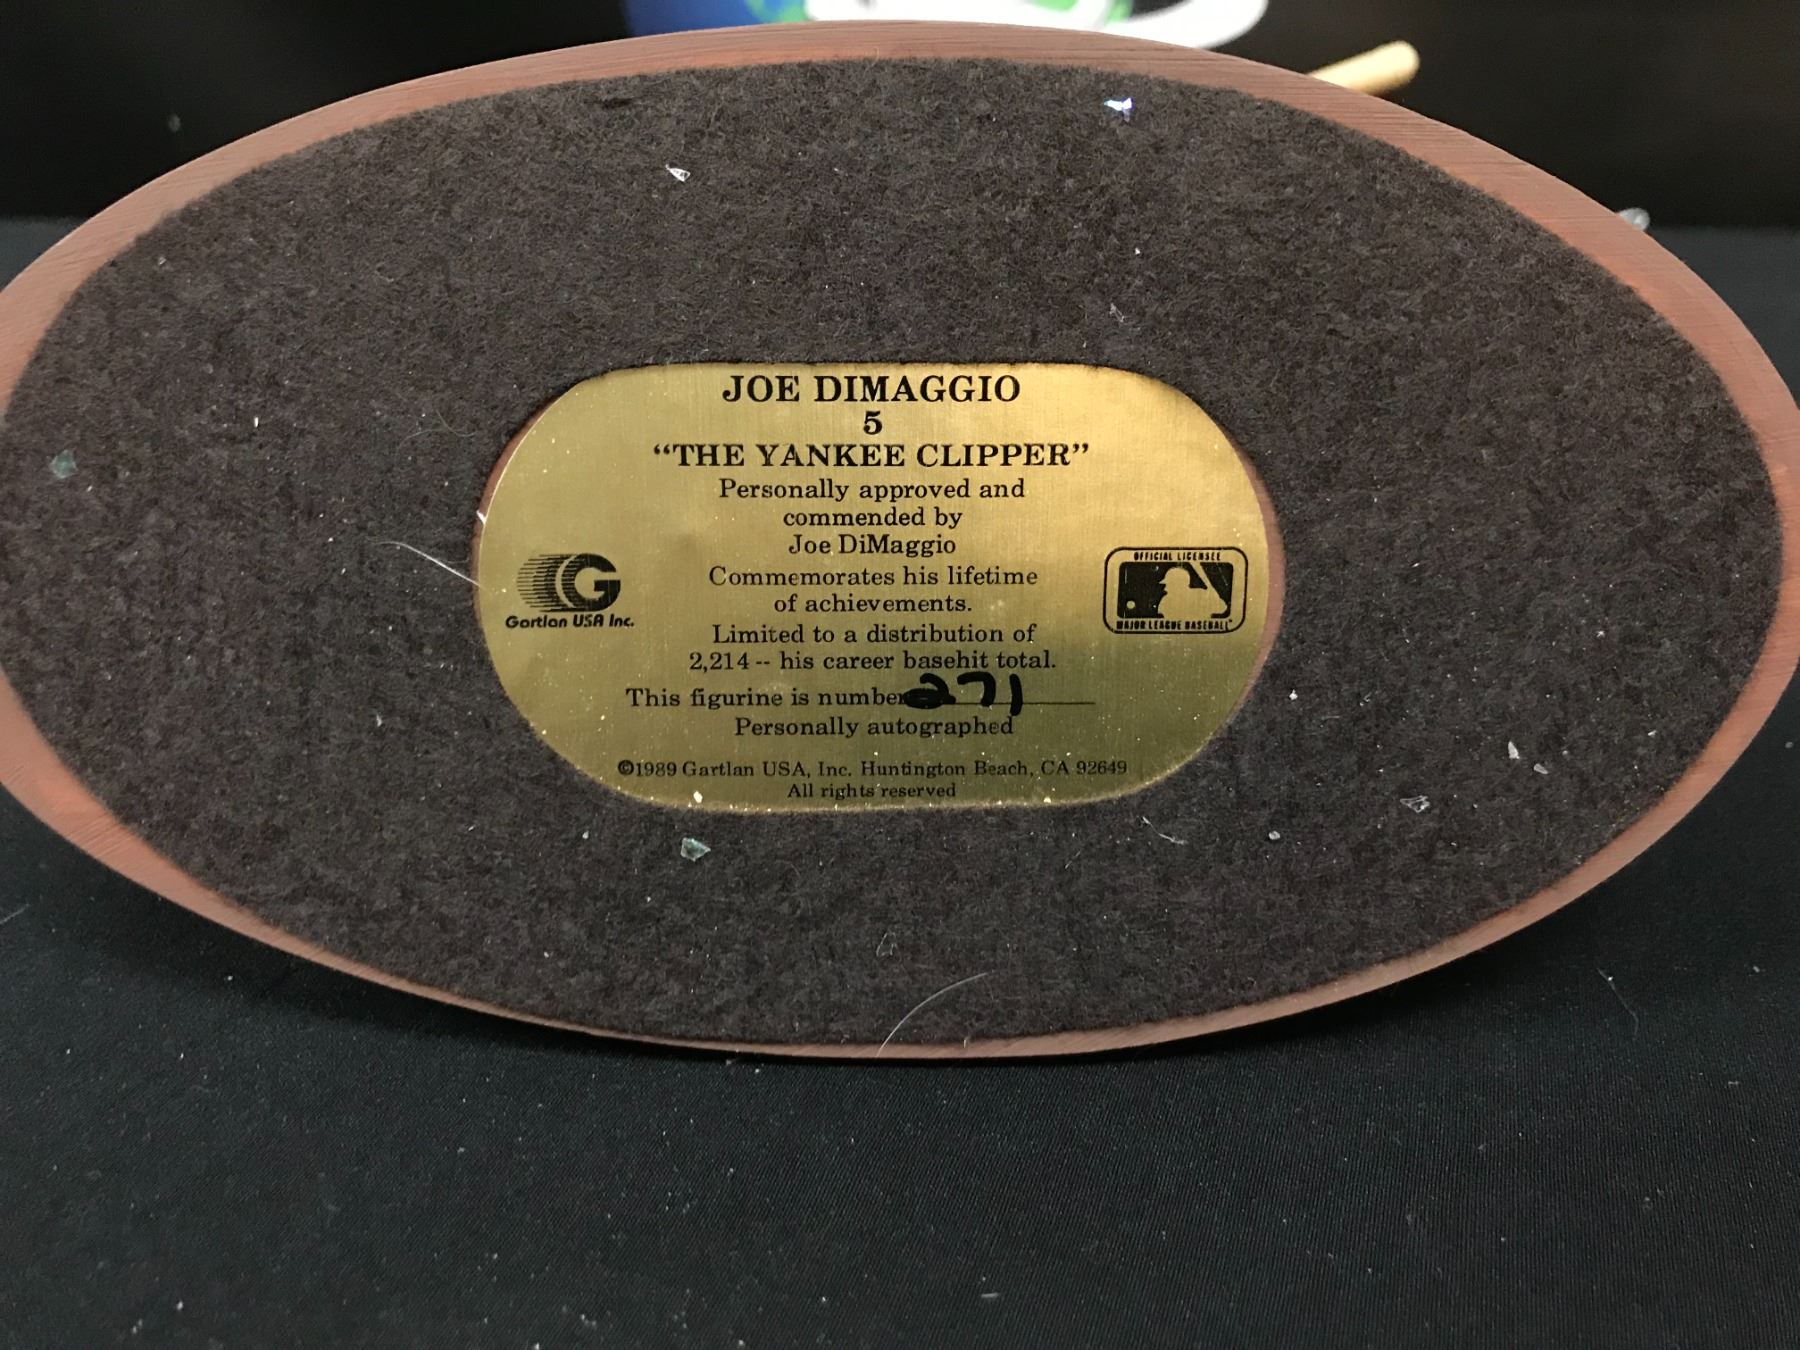 JOE DIMAGGIO
5
“THE YANKEE CLIPPER”
Personally approved and
commended by
Joe DiMaggio
Commemorates his lifetime
of achievements.
Limited to a distribution of
2,214 -- his career basehit total.
This figurine is number 271
Personally autographed
©1989 Gartlan USA, Inc. Huntington Beach, CA 92649
All rights reserved
G
Gartlan USA Inc.
OFFICIAL LICENSEE
MAJOR LEAGUE BASEBALL